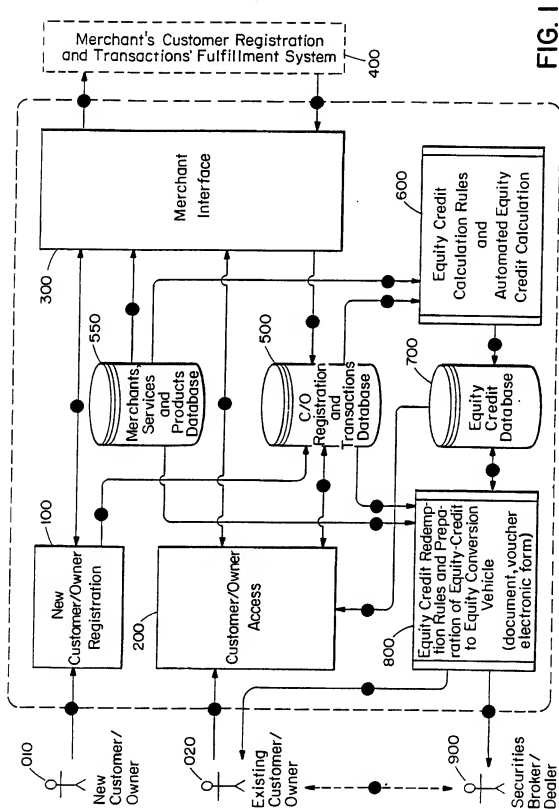 Merchant's Customer Registration
and Transactions' Fulfillment System
400
Merchant
Interface
300
550
Merchants,
Services
and
Products
Database
500
C/O
Registration
and
Transactions
Database
600
Equity Credit
Calculation Rules
and
Automated Equity
Credit Calculation
700
Equity
Credit
Database
100
New
Customer/Owner
Registration
200
Customer/Owner
Access
Equity Credit Redemp-
tion Rules and Prepa-
ration of Equity-Credit
to Equity Conversion
Vehicle
(document, voucher
electronic form)
800
010
New
Customer/
Owner
020
Existing
Customer/
Owner
900
Securities
Broker/
Dealer
FIG. 1